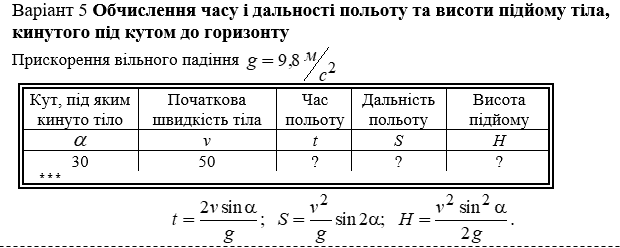 Варіант 5 Обчислення часу і дальності польоту та висоти підйому тіла,
кинутого під кутом до горизонту
Прискорення вільного падіння g = 9,8 м/с²
Кут, під яким кинуто тіло Початкова швидкість тіла Час польоту Дальність польоту Висота підйому
α v t S H
30 50 ? ? ?
***
t = 2v sin α / g; S = v² / g sin 2α; H = v² sin² α / 2g.